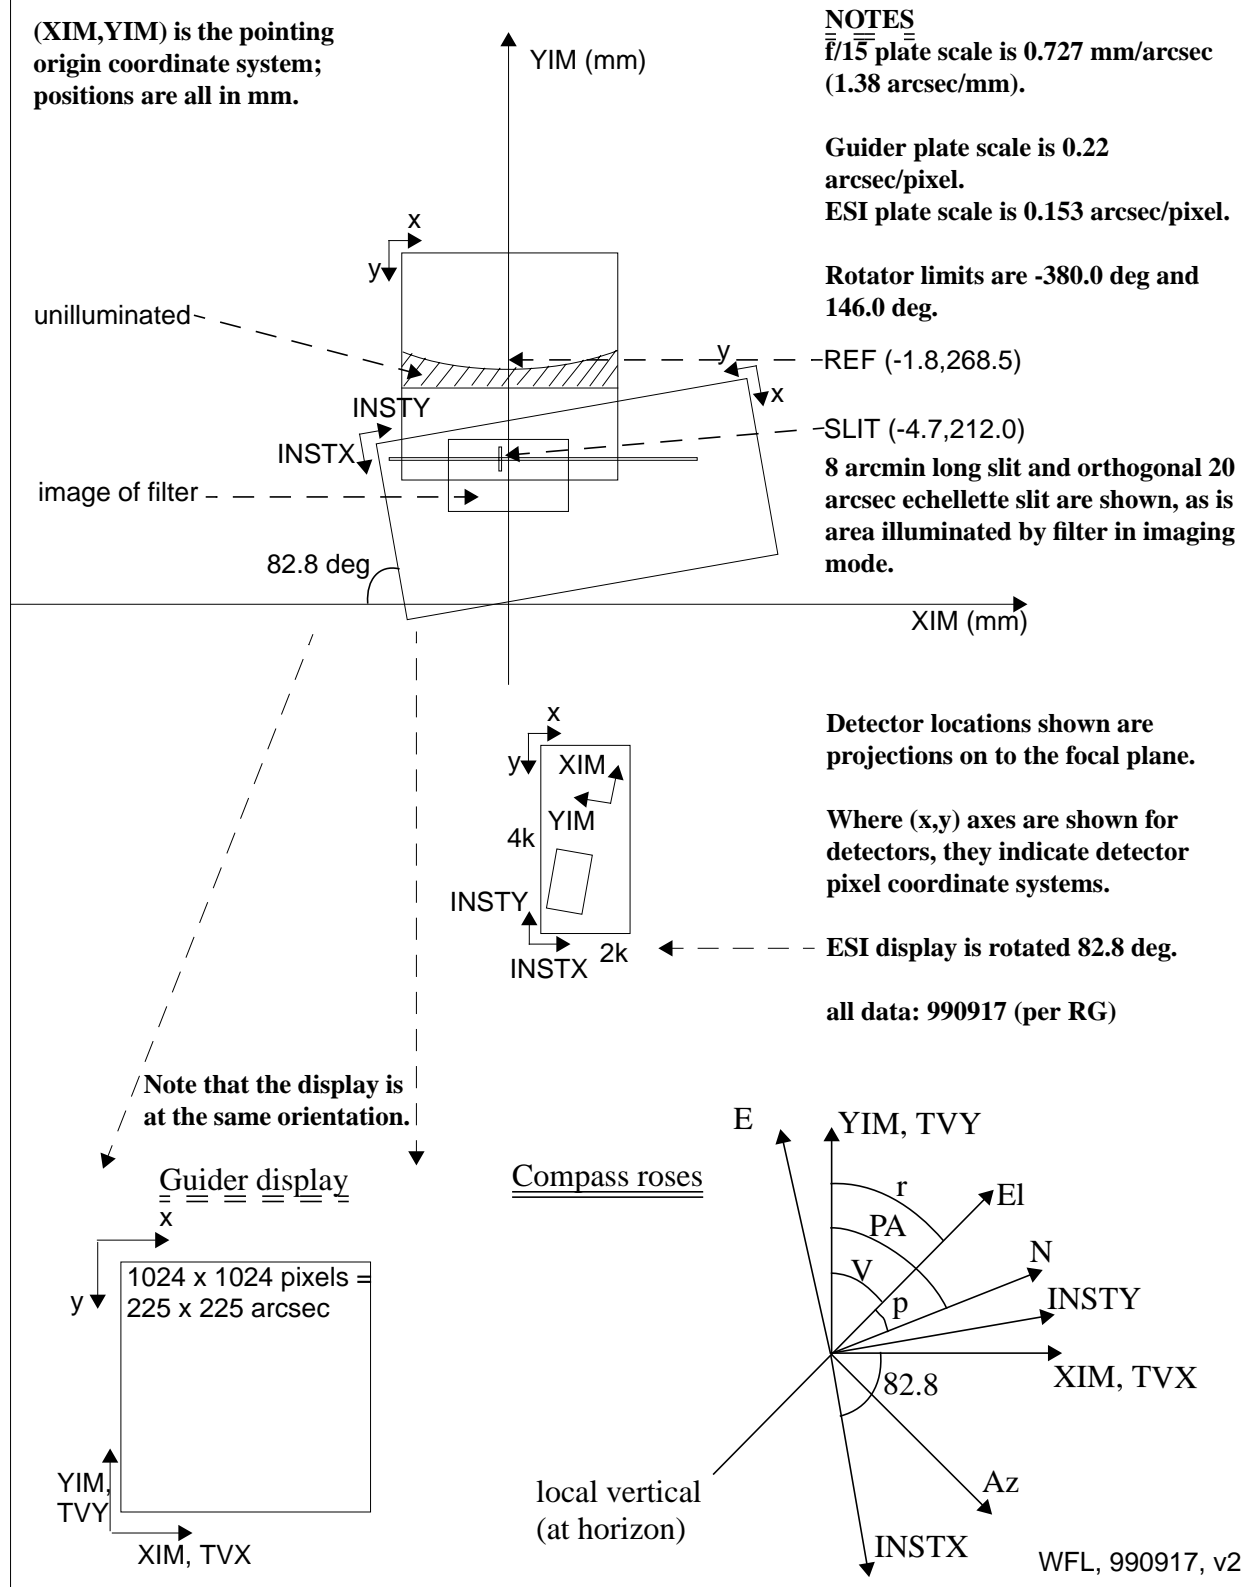 (XIM,YIM) is the pointing
origin coordinate system;
positions are all in mm.
YIM (mm)
NOTES
f/15 plate scale is 0.727 mm/arcsec
(1.38 arcsec/mm).
Guider plate scale is 0.22
arcsec/pixel.
ESI plate scale is 0.153 arcsec/pixel.
Rotator limits are -380.0 deg and
146.0 deg.
x
y
unilluminated
REF (-1.8,268.5)
y
x
INSTY
INSTX
SLIT (-4.7,212.0)
8 arcmin long slit and orthogonal 20
arcsec echellette slit are shown, as is
area illuminated by filter in imaging
mode.
image of filter
82.8 deg
XIM (mm)
x
y
XIM
YIM
4k
INSTY
INSTX
2k
Detector locations shown are
projections on to the focal plane.
Where (x,y) axes are shown for
detectors, they indicate detector
pixel coordinate systems.
ESI display is rotated 82.8 deg.
all data: 990917 (per RG)
Note that the display is
at the same orientation.
Guider display
x
y
1024 x 1024 pixels =
225 x 225 arcsec
YIM,
TVY
XIM, TVX
Compass roses
E
YIM, TVY
r
El
PA
N
V
p
INSTY
XIM, TVX
82.8
Az
local vertical
(at horizon)
INSTX
WFL, 990917, v2